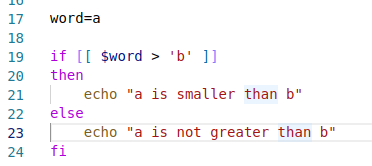 17 word=a
18
19 if [[ $word > 'b' ]]
20 then
21 echo "a is smaller than b"
22 else
23 echo "a is not greater than b"
24 fi